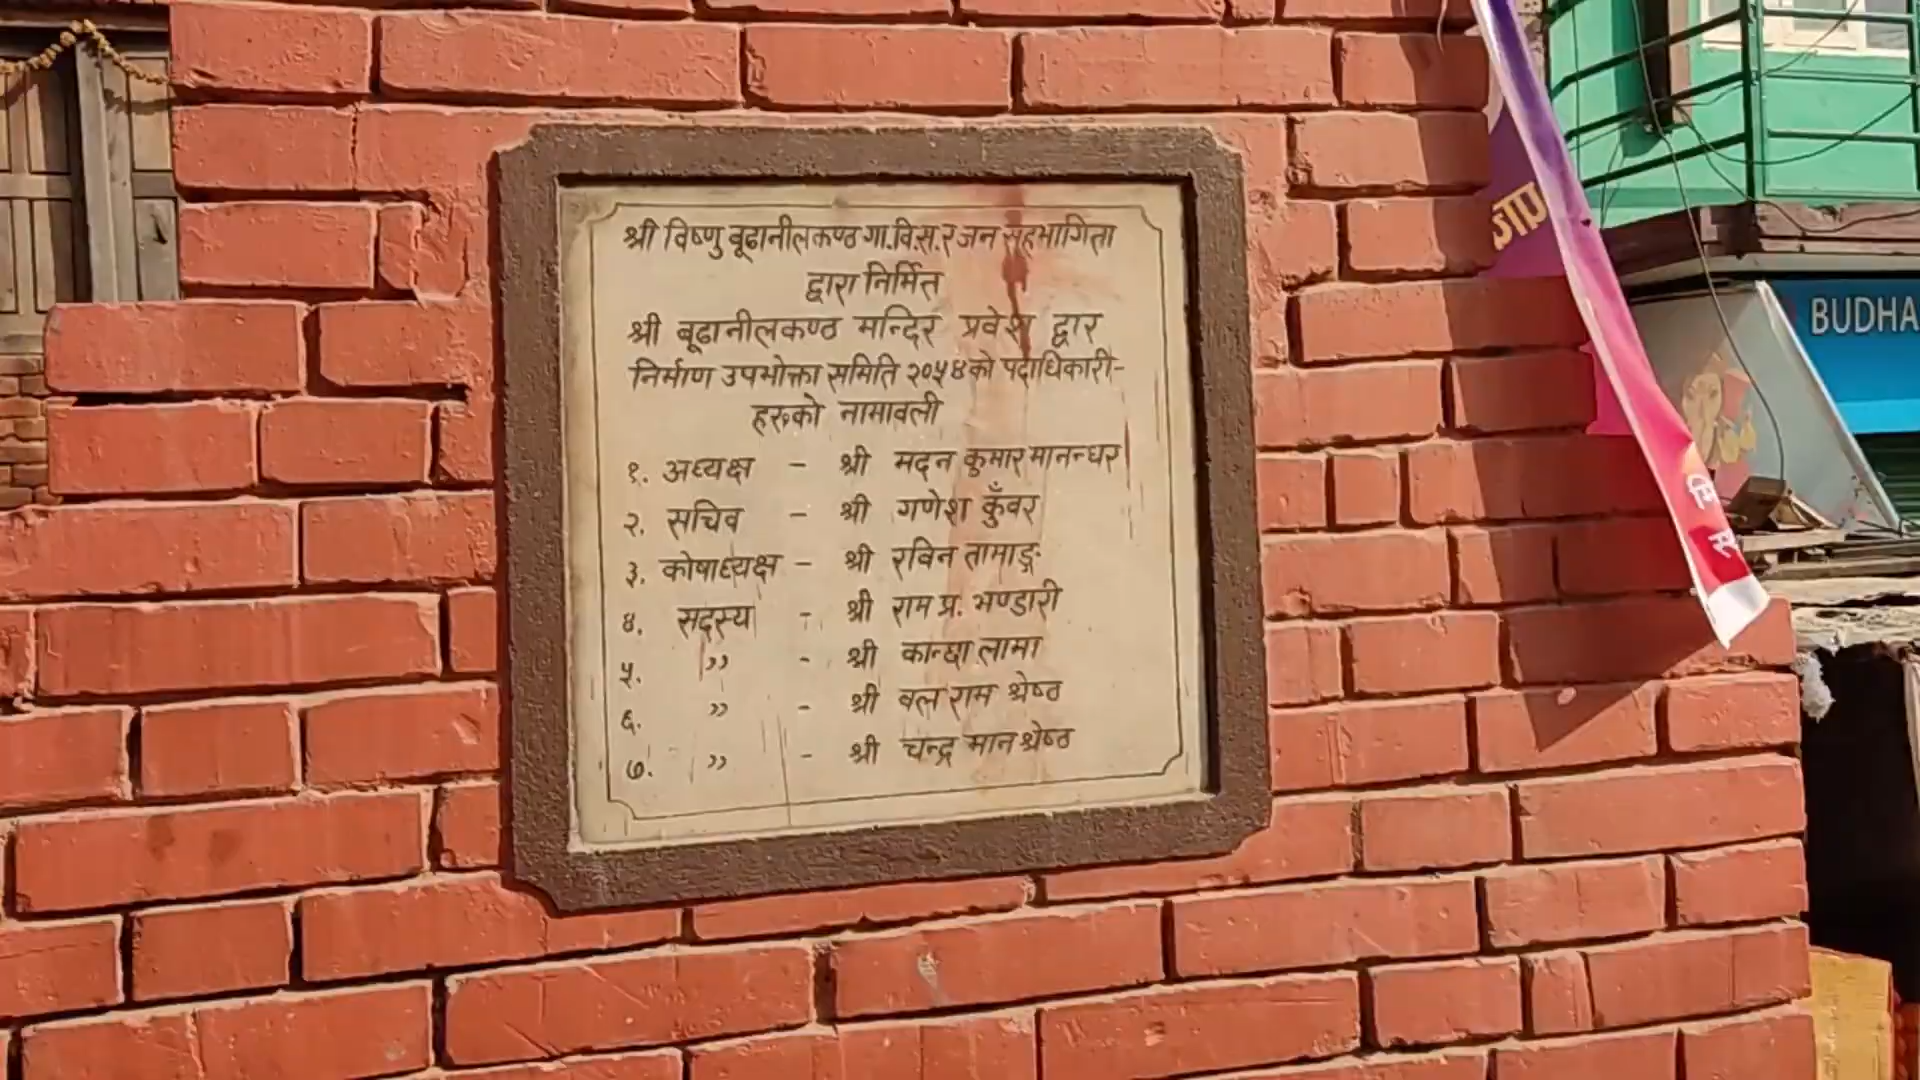 श्री विष्णु बूढानीलकण्ठ गा.वि.स.र जन सहभागिता
द्वारा निर्मित
श्री बूढानीलकण्ठ मन्दिर प्रवेश द्वार
निर्माण उपभोक्ता समिति २०५४को पदाधिकारी-
हरुको नामावली
१. अध्यक्ष - श्री मदन कुमार मानन्धर
२. सचिव - श्री गणेश कुँवर
३. कोषाध्यक्ष - श्री रविन तामाङ्ग
४. सदस्य - श्री राम प्र. भण्डारी
५. ,, - श्री कान्छा लामा
६. ,, - श्री बल राम श्रेष्ठ
७. ,, - श्री चन्द्र मान श्रेष्ठ
BUDHA